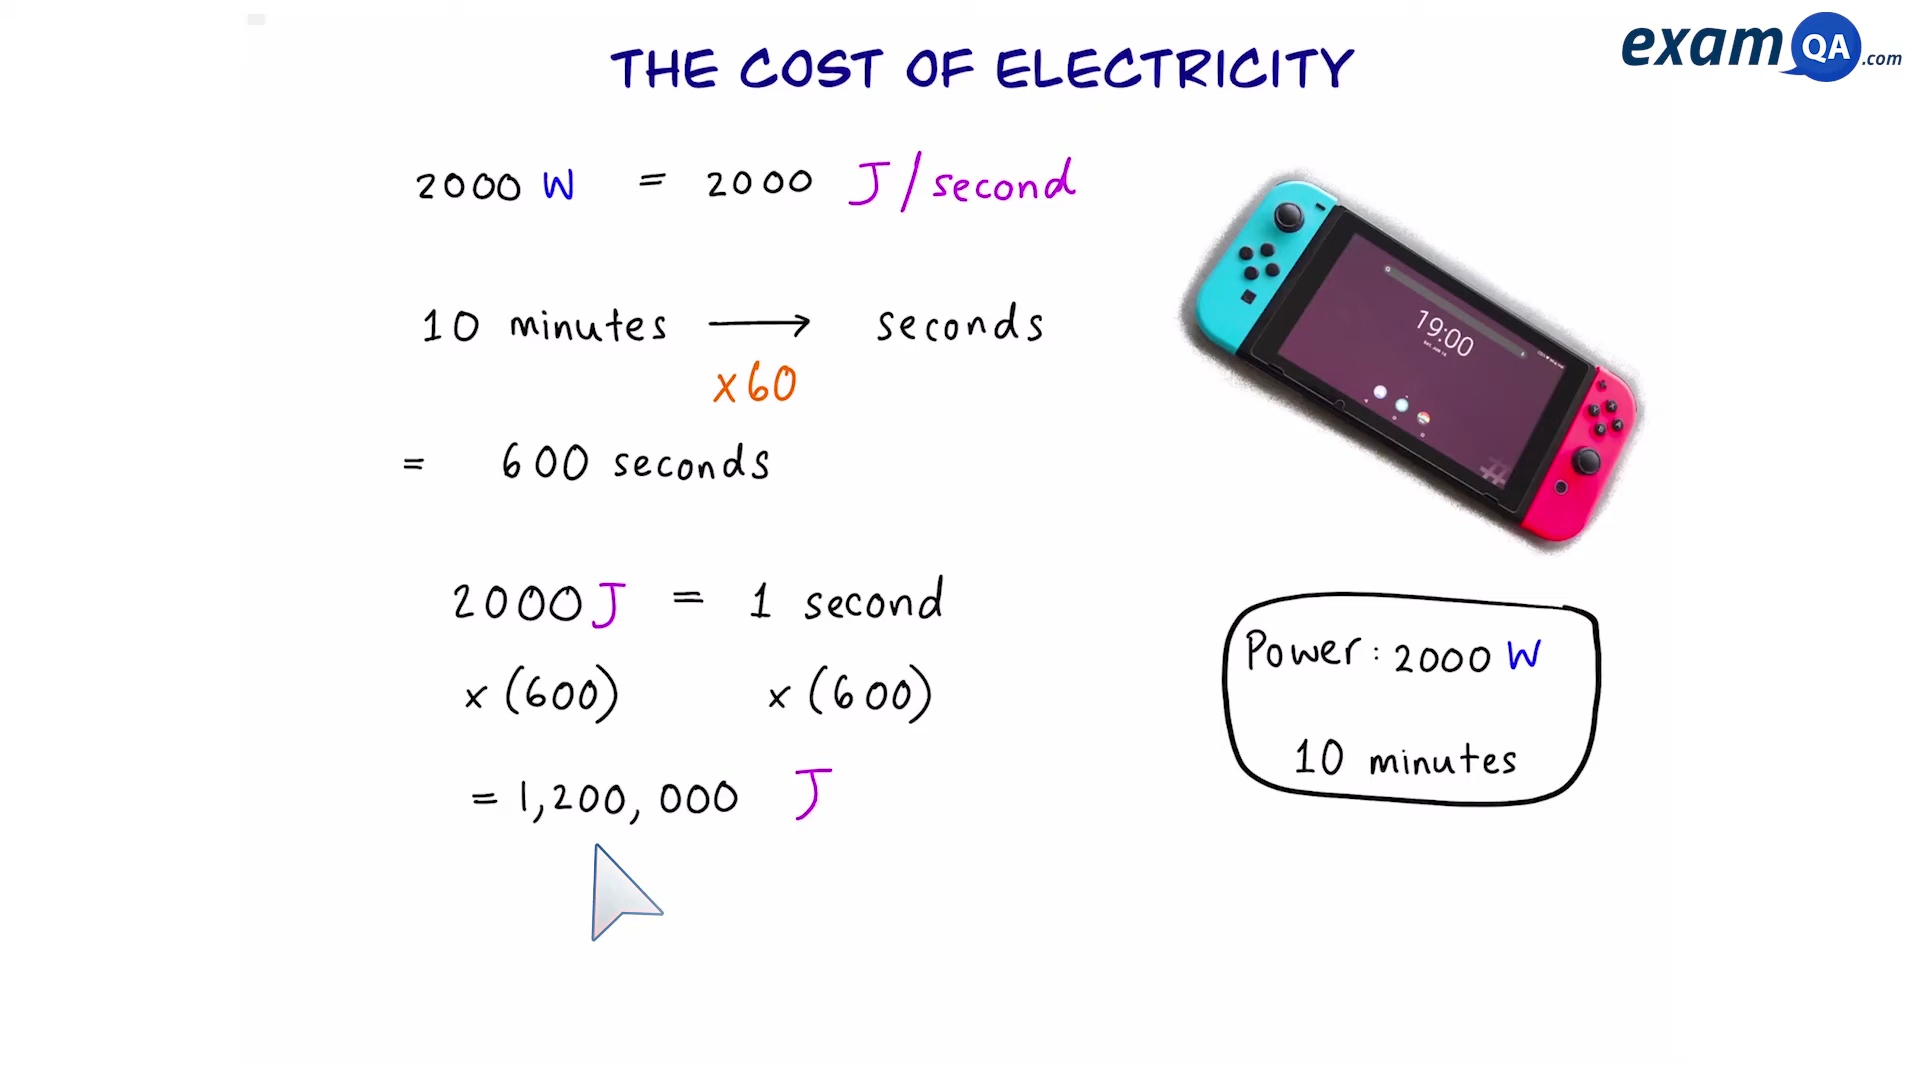 THE COST OF ELECTRICITY
examQA.com
2000 W = 2000 J/second
10 minutes → seconds
x60
= 600 seconds
2000 J = 1 second
x (600) x (600)
= 1,200,000 J
19:00
Power: 2000 W
10 minutes